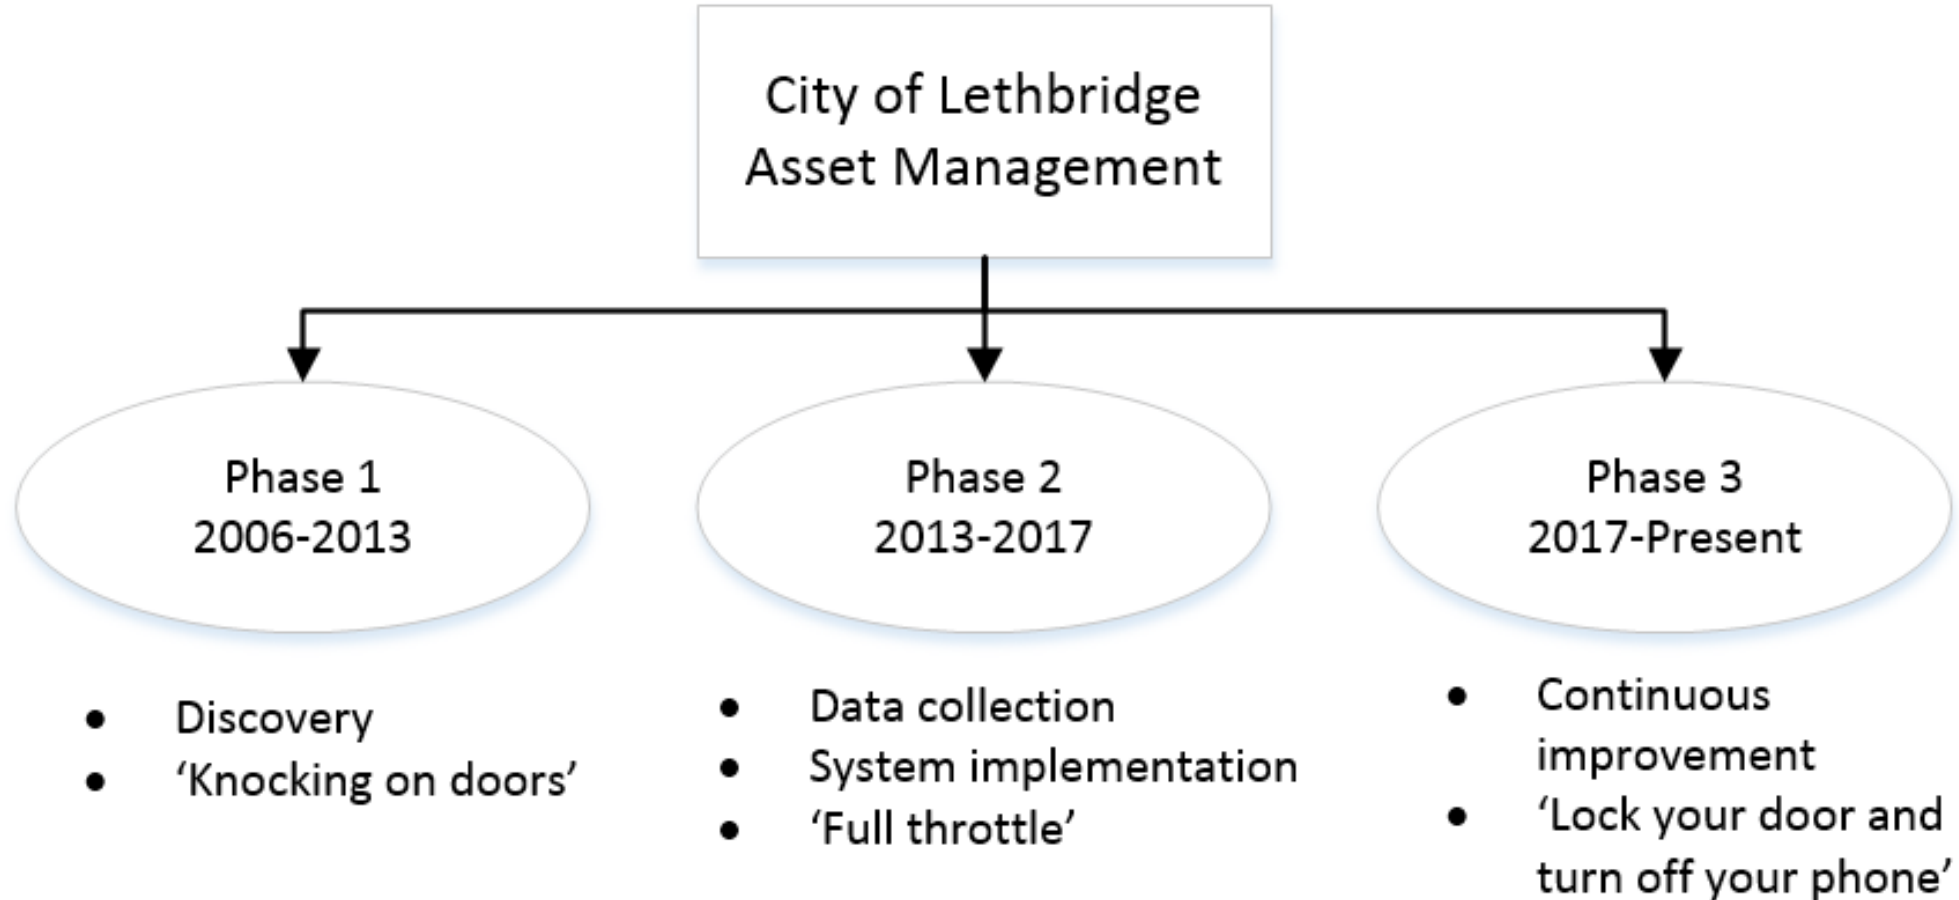 City of Lethbridge
Asset Management
Phase 1
2006-2013
• Discovery
• ‘Knocking on doors’
Phase 2
2013-2017
• Data collection
• System implementation
• ‘Full throttle’
Phase 3
2017-Present
• Continuous
improvement
• ‘Lock your door and
turn off your phone’